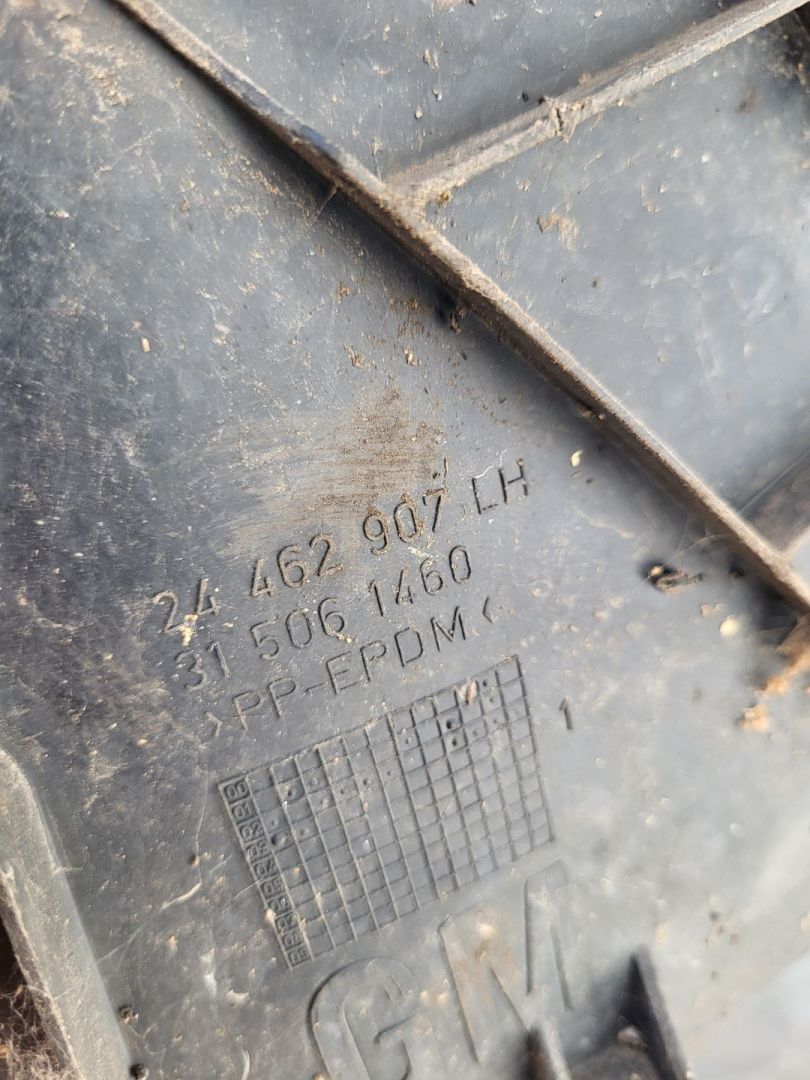 24 462 907 LH
31 506 1460
>PP-EPDM<
1
GM